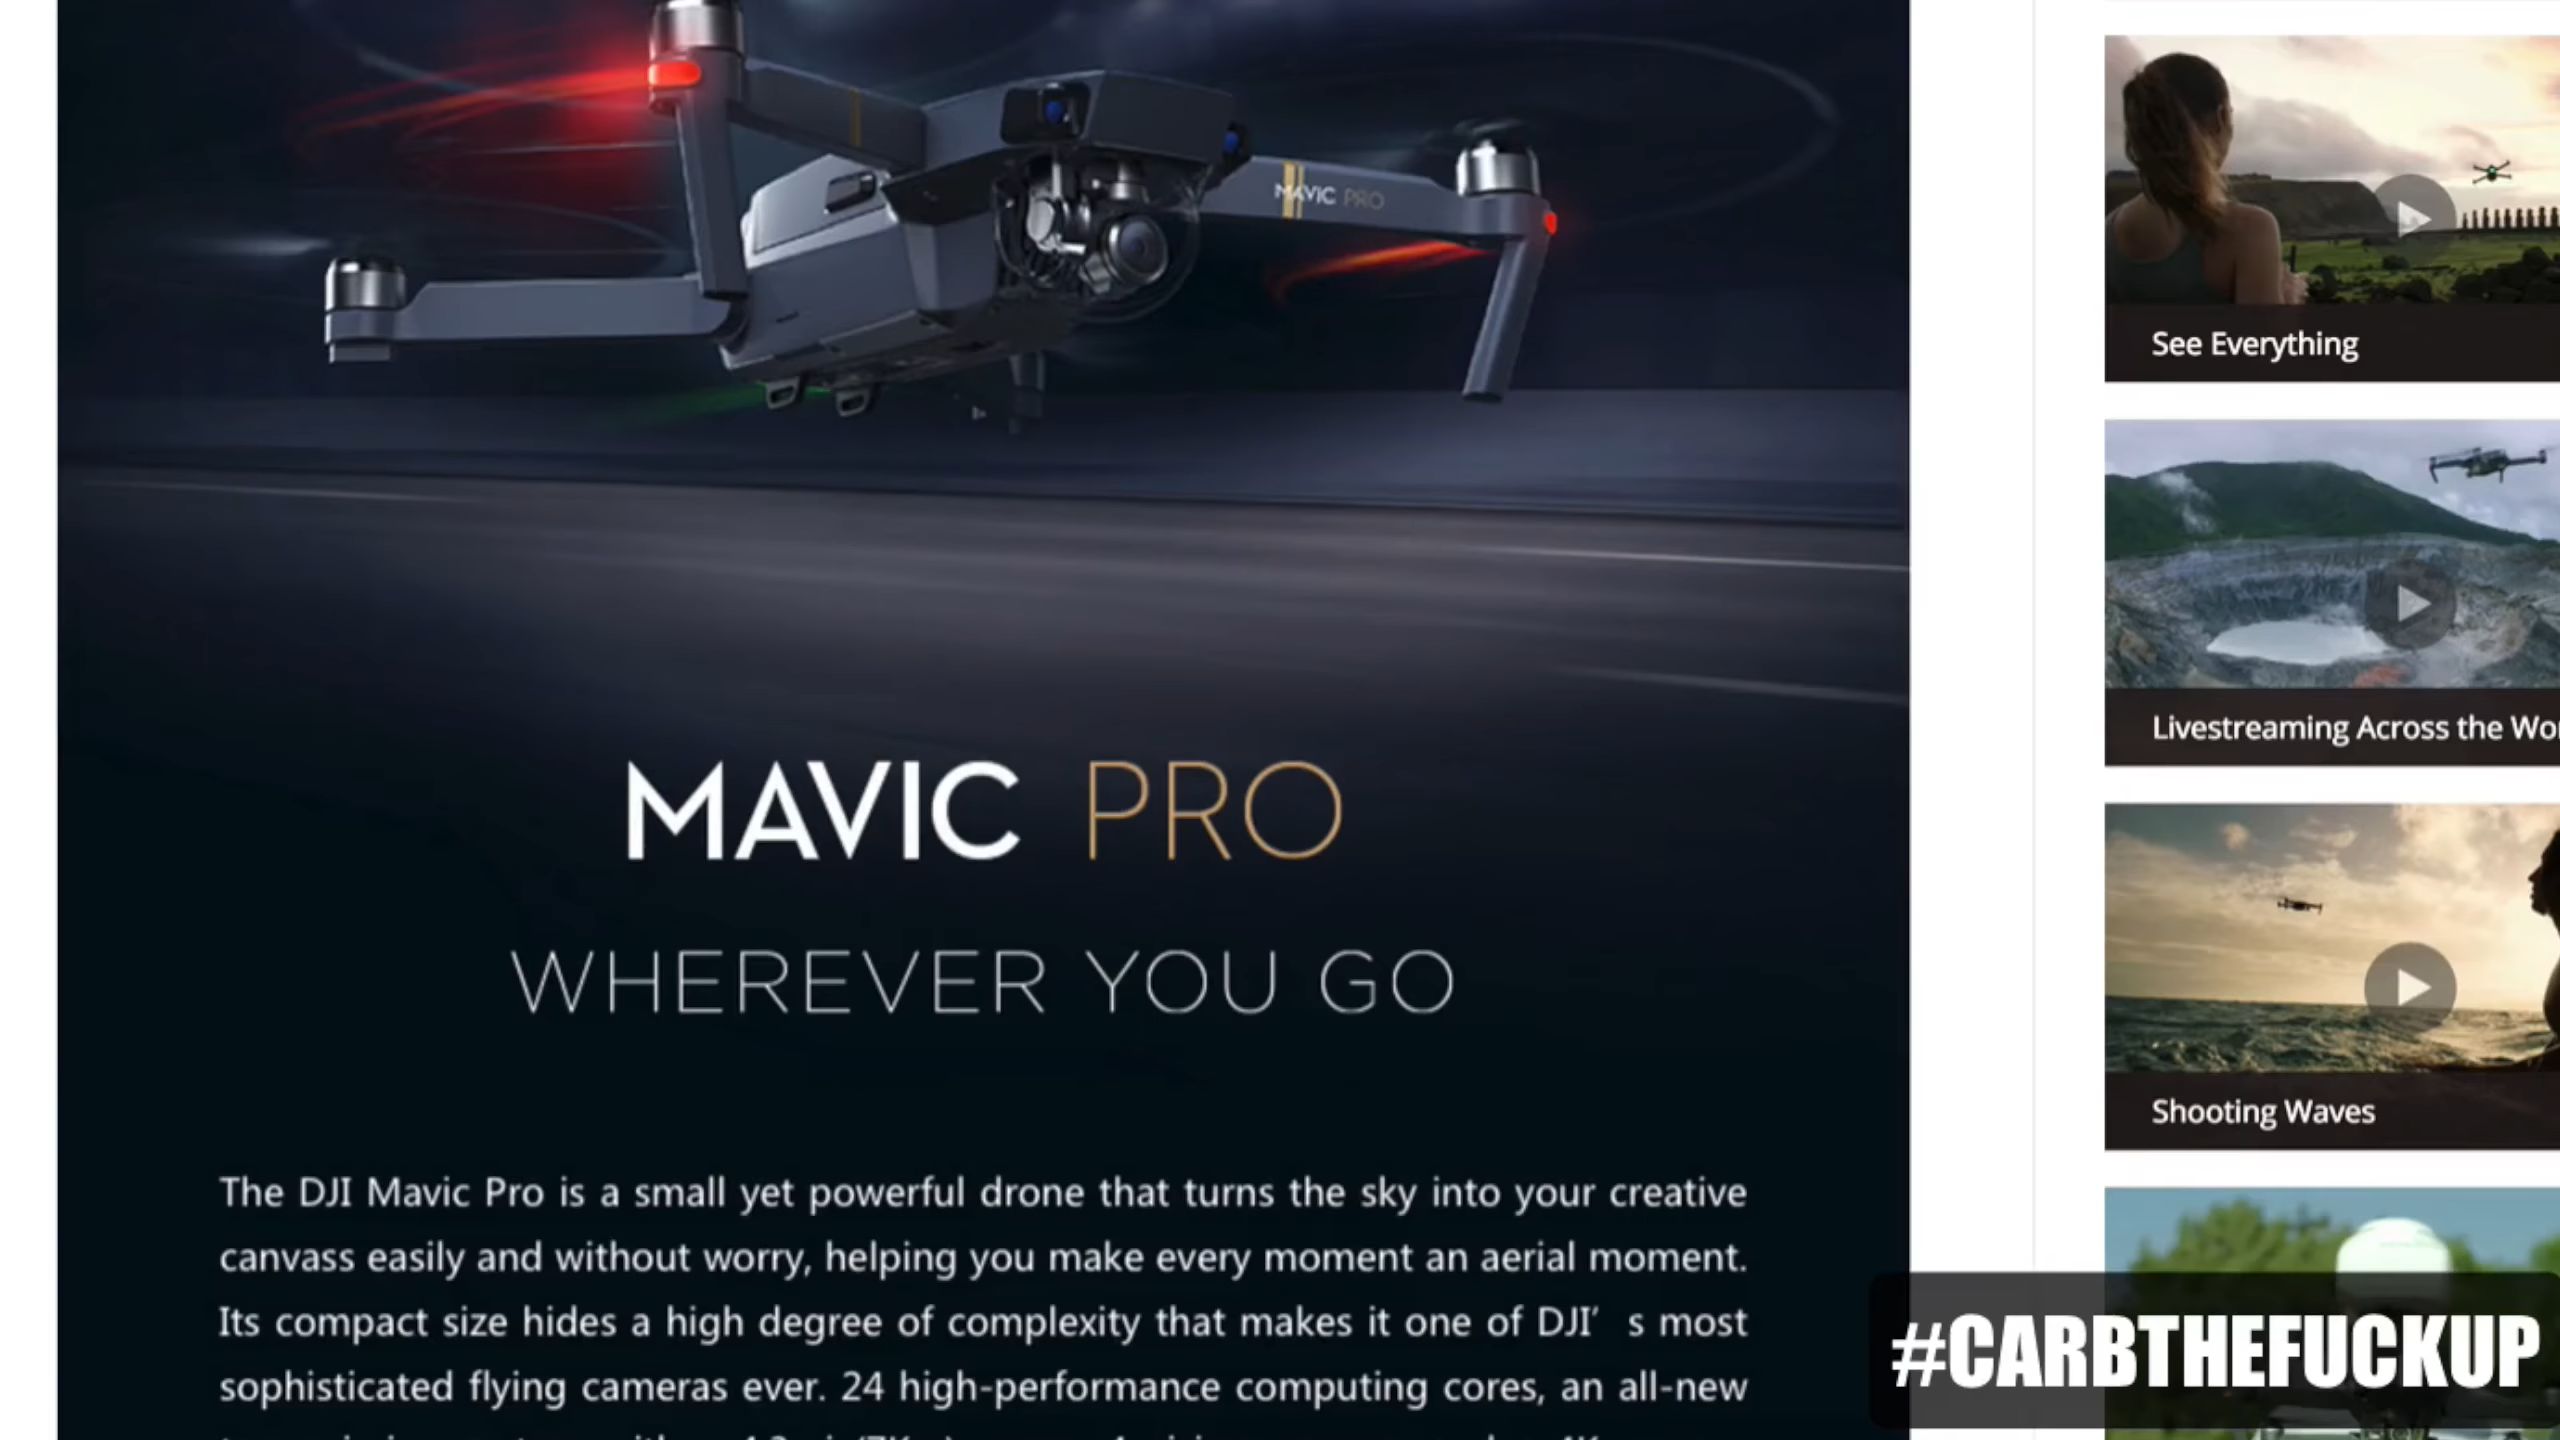 MAVIC PRO
MAVIC PRO
WHEREVER YOU GO
The DJI Mavic Pro is a small yet powerful drone that turns the sky into your creative
canvass easily and without worry, helping you make every moment an aerial moment.
Its compact size hides a high degree of complexity that makes it one of DJI’ s most
sophisticated flying cameras ever. 24 high-performance computing cores, an all-new
See Everything
Livestreaming Across the
Shooting Waves
#CARBTHEFUCKUP